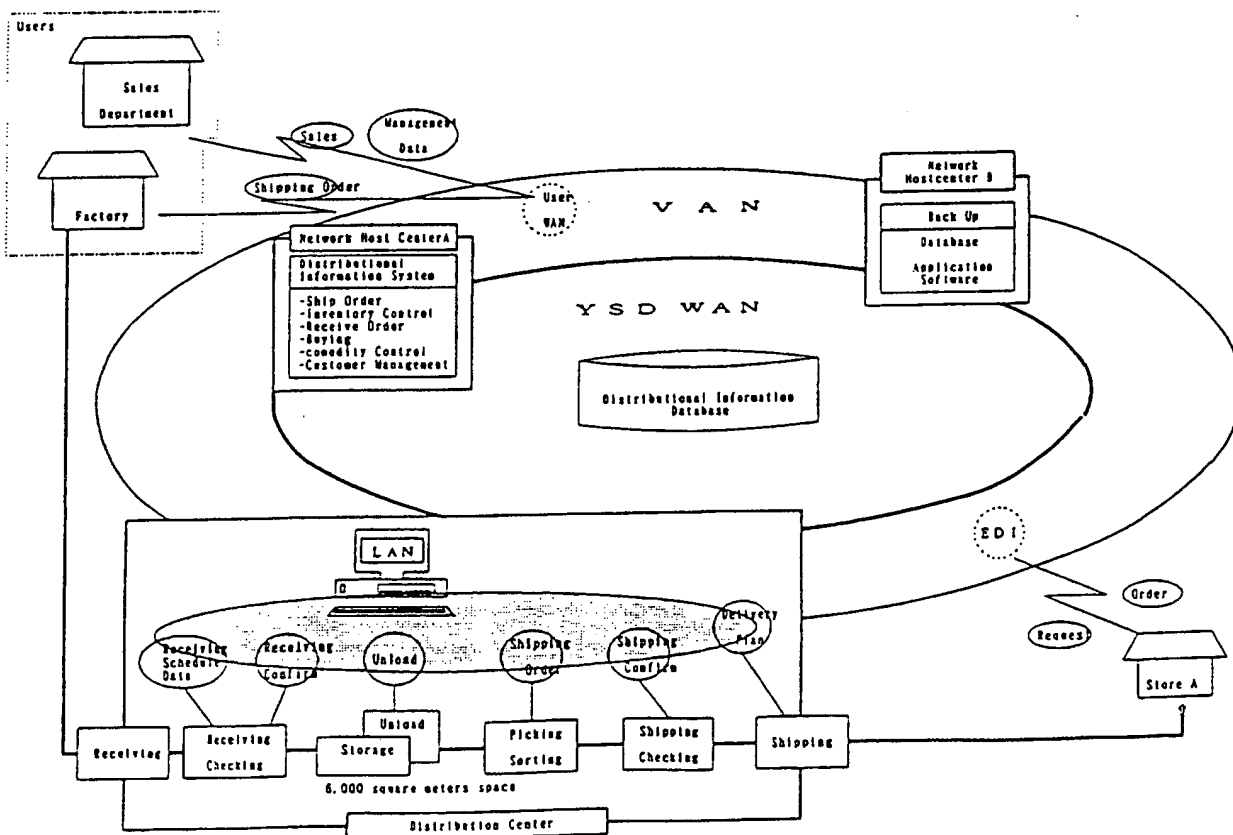 Users
Sales
Department
Factory
Sales
Management
Data
Shipping Order
User
WAN
VAN
Network
Hostcenter B
Back Up
Database
Application
Software
Network Host CenterA
Distributional
Information System
-Ship Order
-Inventory Control
-Receive Order
-Buying
-comodity Control
-Customer Management
YSD WAN
Distributional Information
Database
EDI
Order
Request
Store A
LAN
Receiving
Schedule
Data
Receiving
Confirm
Unload
Shipping
Order
Shipping
Confirm
Delivery
Plan
Receiving
Receiving
Checking
Unload
Storage
Picking
Sorting
Shipping
Checking
Shipping
6,000 square meters space
Distribution Center